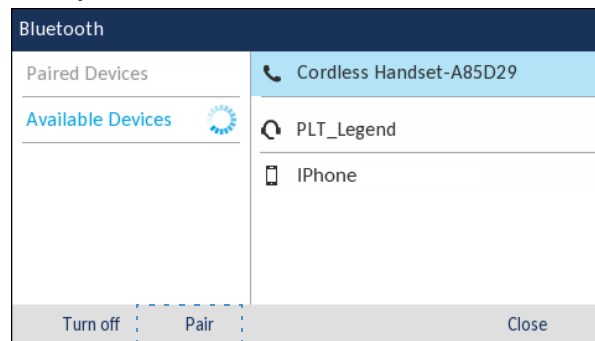 Bluetooth
Paired Devices
Available Devices
Cordless Handset-A85D29
PLT_Legend
IPhone
Turn off Pair Close